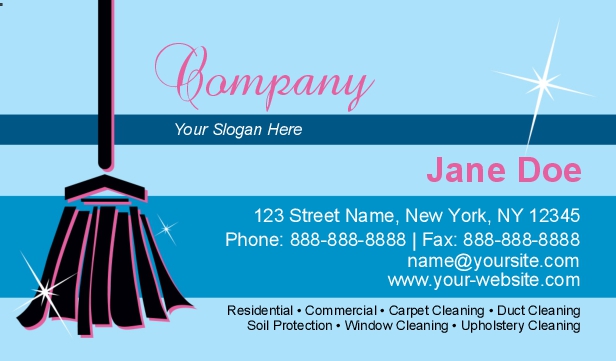 Company
Your Slogan Here
Jane Doe
123 Street Name, New York, NY 12345
Phone: 888-888-8888 | Fax: 888-888-8888
name@yoursite.com
www.your-website.com
Residential • Commercial • Carpet Cleaning • Duct Cleaning
Soil Protection • Window Cleaning • Upholstery Cleaning